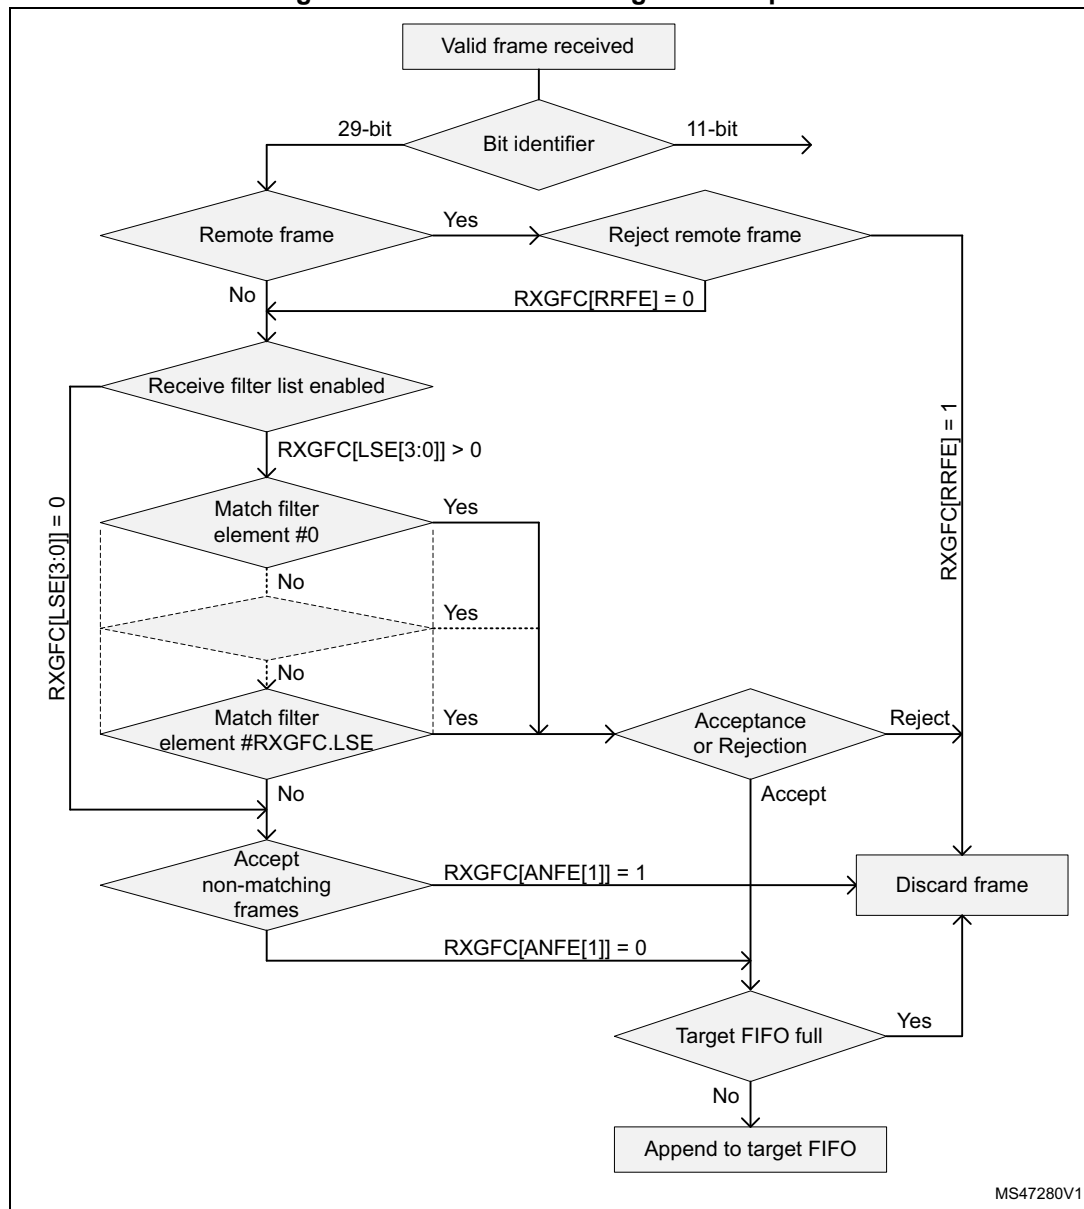 Valid frame received
29-bit
11-bit
Bit identifier
Remote frame
Yes
Reject remote frame
No
RXGFC[RRFE] = 0
Receive filter list enabled
RXGFC[LSE[3:0]] > 0
RXGFC[RRFE] = 1
RXGFC[LSE[3:0]] = 0
Match filter
element #0
Yes
No
Yes
No
Match filter
element #RXGFC.LSE
Yes
Acceptance
or Rejection
Reject
No
Accept
Accept
non-matching
frames
RXGFC[ANFE[1]] = 1
Discard frame
RXGFC[ANFE[1]] = 0
Target FIFO full
Yes
No
Append to target FIFO
MS47280V1